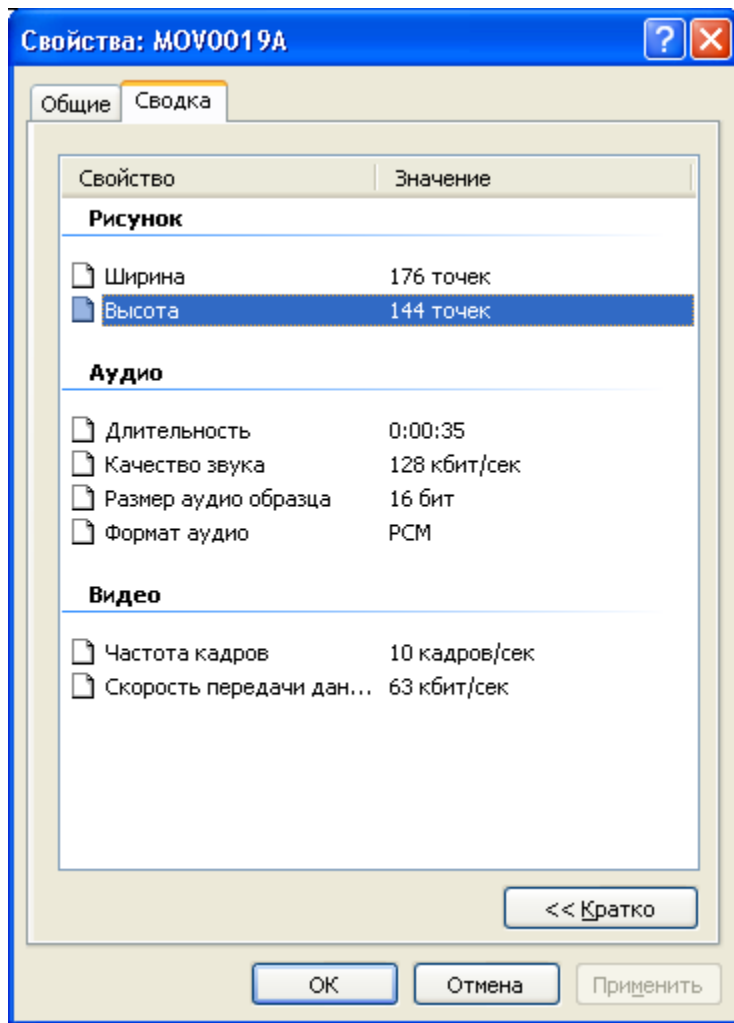 Свойства: MOV0019A
Общие Сводка
Свойство Значение
Рисунок
Ширина 176 точек
Высота 144 точек
Аудио
Длительность 0:00:35
Качество звука 128 кбит/сек
Размер аудио образца 16 бит
Формат аудио PCM
Видео
Частота кадров 10 кадров/сек
Скорость передачи дан... 63 кбит/сек
<< Кратко
ОК Отмена Применить